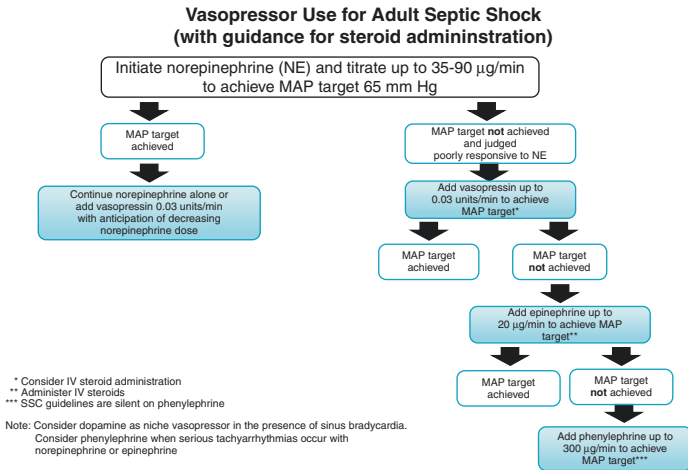 Vasopressor Use for Adult Septic Shock
(with guidance for steroid admininstration)
Initiate norepinephrine (NE) and titrate up to 35-90 μg/min
to achieve MAP target 65 mm Hg
MAP target
achieved
MAP target not achieved
and judged
poorly responsive to NE
Continue norepinephrine alone or
add vasopressin 0.03 units/min
with anticipation of decreasing
norepinephrine dose
Add vasopressin up to
0.03 units/min to achieve
MAP target*
MAP target
achieved
MAP target
not achieved
Add epinephrine up to
20 μg/min to achieve MAP
target**
MAP target
achieved
MAP target
not achieved
Add phenylephrine up to
300 μg/min to achieve
MAP target***
* Consider IV steroid administration
** Administer IV steroids
*** SSC guidelines are silent on phenylephrine
Note: Consider dopamine as niche vasopressor in the presence of sinus bradycardia.
Consider phenylephrine when serious tachyarrhythmias occur with
norepinephrine or epinephrine